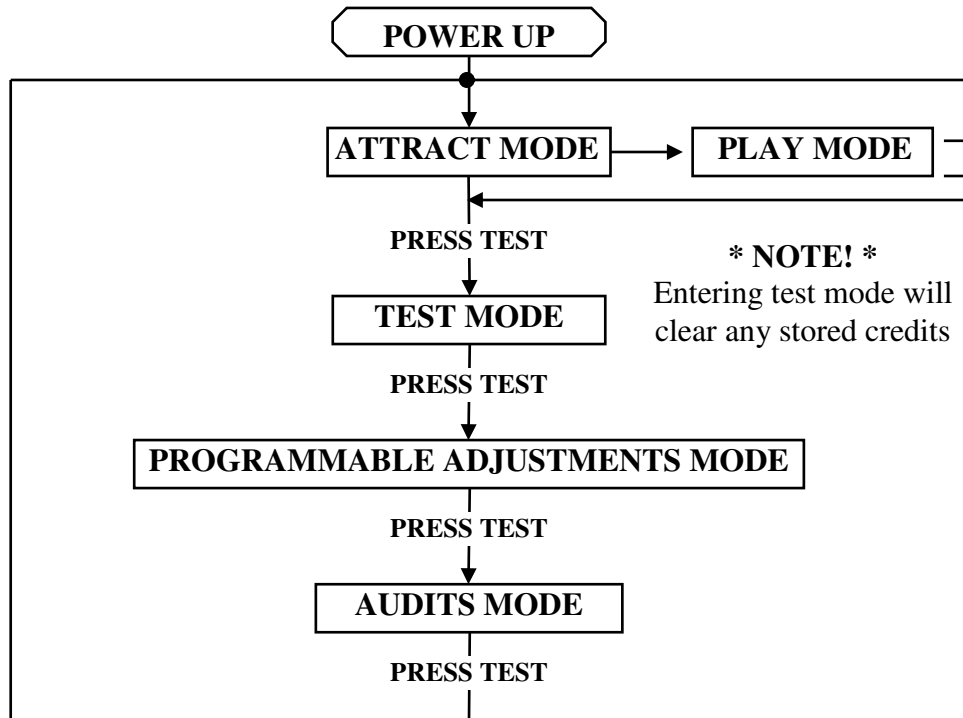 POWER UP
ATTRACT MODE
PLAY MODE
PRESS TEST
* NOTE! *
Entering test mode will
clear any stored credits
TEST MODE
PRESS TEST
PROGRAMMABLE ADJUSTMENTS MODE
PRESS TEST
AUDITS MODE
PRESS TEST